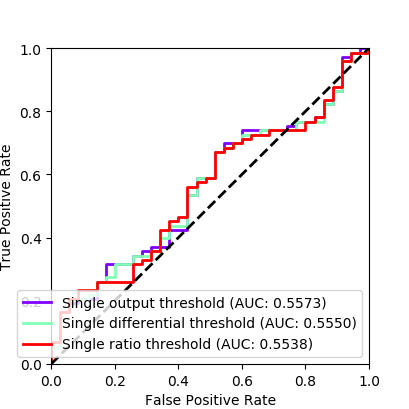 1.0
0.8
0.6
0.4
0.2
0.0
True Positive Rate
Single output threshold (AUC: 0.5573)
Single differential threshold (AUC: 0.5550)
Single ratio threshold (AUC: 0.5538)
0.0 0.2 0.4 0.6 0.8 1.0
False Positive Rate